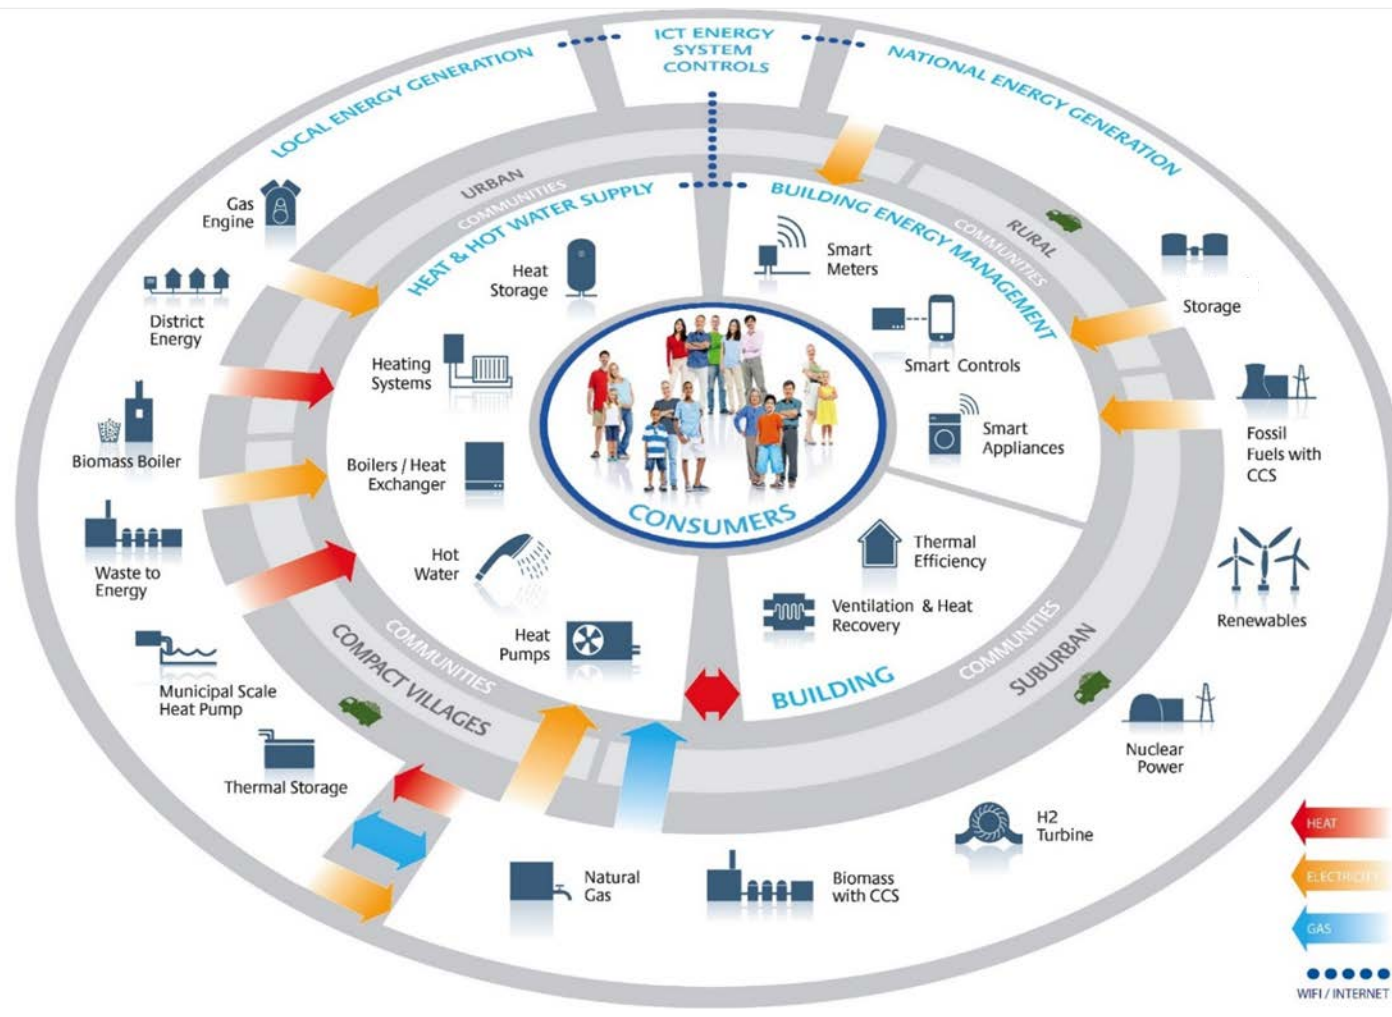 ICT ENERGY
SYSTEM
CONTROLS
LOCAL ENERGY GENERATION
NATIONAL ENERGY GENERATION
URBAN
COMMUNITIES
HEAT & HOT WATER SUPPLY
BUILDING ENERGY MANAGEMENT
COMMUNITIES
RURAL
Gas
Engine
District
Energy
Biomass Boiler
Waste to
Energy
Municipal Scale
Heat Pump
Thermal Storage
Heat
Storage
Heating
Systems
Boilers / Heat
Exchanger
Hot
Water
Heat
Pumps
Smart
Meters
Smart Controls
Smart
Appliances
CONSUMERS
Thermal
Efficiency
Ventilation & Heat
Recovery
BUILDING
COMMUNITIES
COMPACT VILLAGES
COMMUNITIES
SUBURBAN
Storage
Fossil
Fuels with
CCS
Renewables
Nuclear
Power
H2
Turbine
Biomass
with CCS
Natural
Gas
HEAT
ELECTRICITY
GAS
WIFI / INTERNET